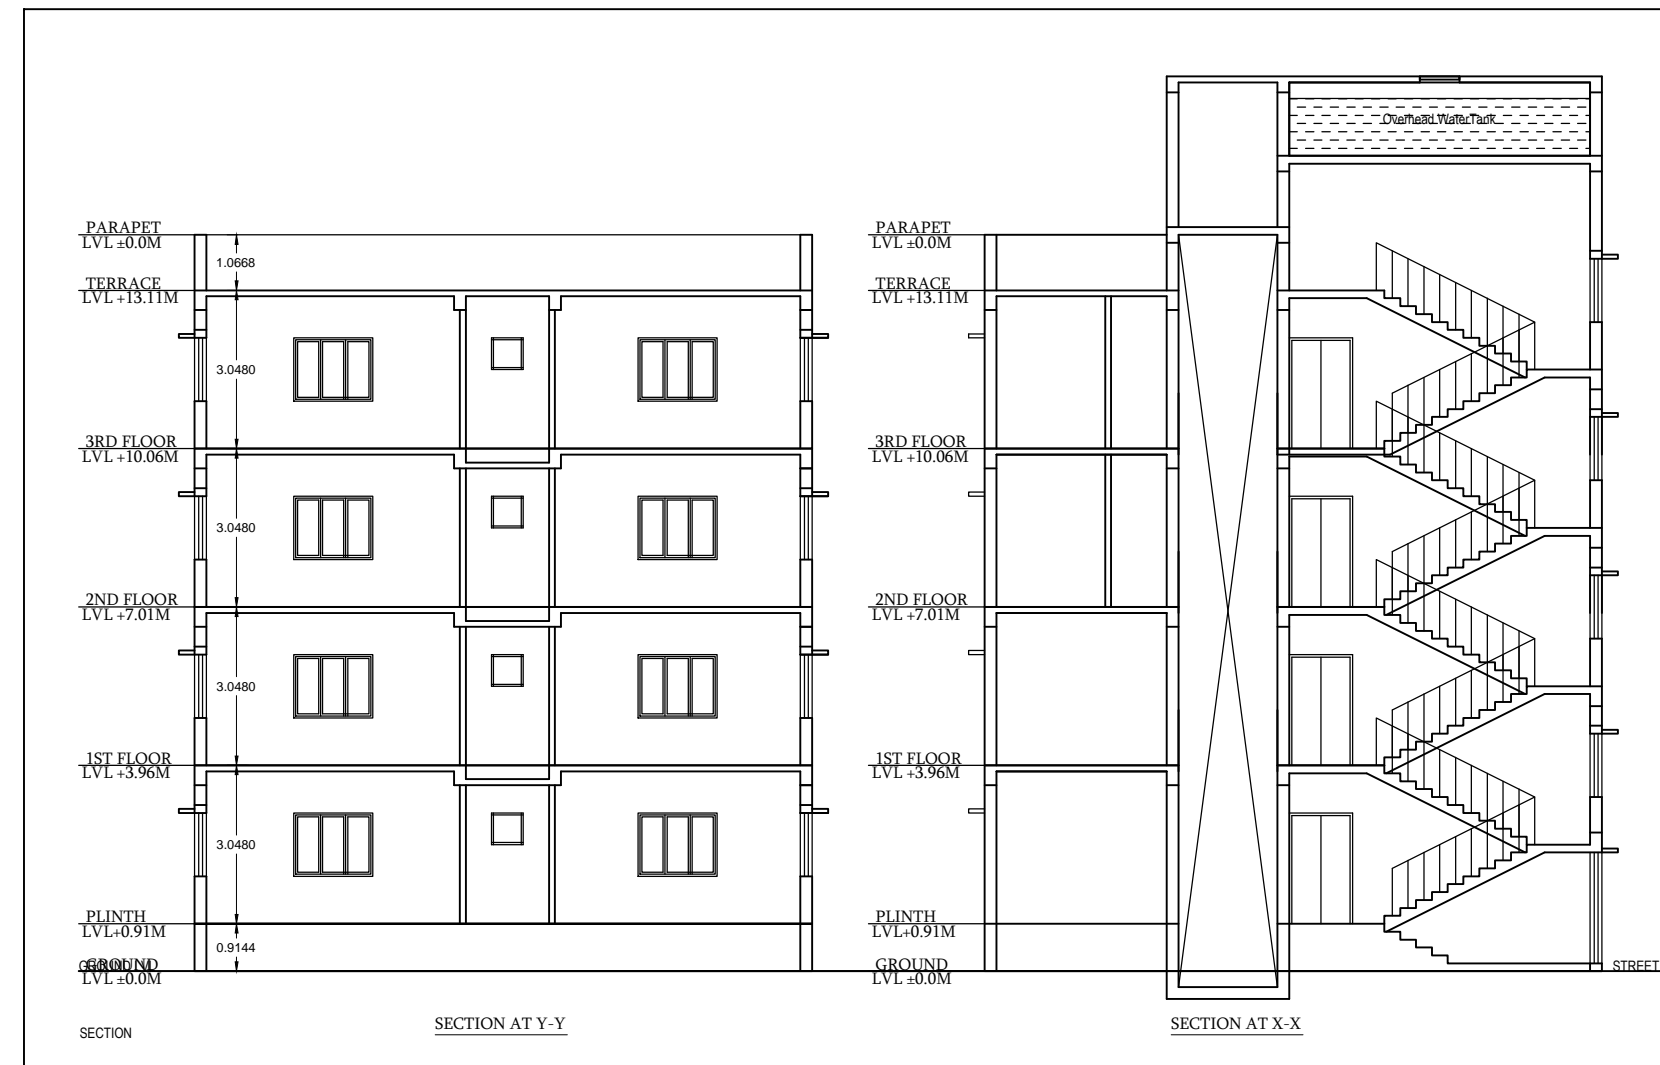 Overhead WaterTank
PARAPET
LVL ±0.0M
1.0668
TERRACE
LVL +13.11M
3.0480
3RD FLOOR
LVL +10.06M
3.0480
2ND FLOOR
LVL +7.01M
3.0480
1ST FLOOR
LVL +3.96M
3.0480
PLINTH
LVL+0.91M
0.9144
GROUND
LVL ±0.0M
SECTION AT Y-Y
SECTION
PARAPET
LVL ±0.0M
TERRACE
LVL +13.11M
3RD FLOOR
LVL +10.06M
2ND FLOOR
LVL +7.01M
1ST FLOOR
LVL +3.96M
PLINTH
LVL+0.91M
GROUND
LVL ±0.0M
STREET
SECTION AT X-X